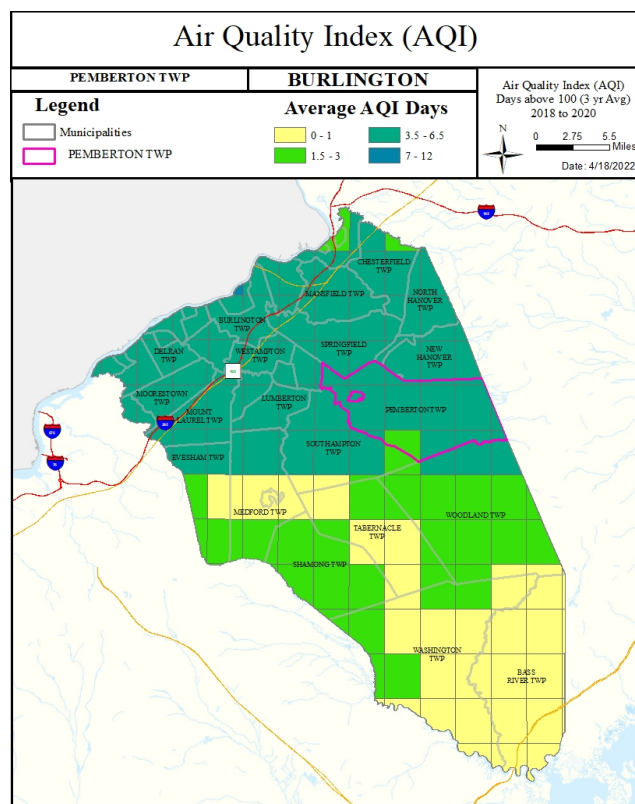 Air Quality Index (AQI)
PEMBERTON TWP
BURLINGTON
Legend
Municipalities
PEMBERTON TWP
Average AQI Days
0 - 1
3.5 - 6.5
1.5 - 3
7 - 12
Air Quality Index (AQI)
Days above 100 (3 yr Avg)
2018 to 2020
N
0 2.75 5.5
Miles
Date: 4/18/2022
CHESTERFIELD
TWP
MANSFIELD TWP
NORTH
HANOVER
TWP
BURLINGTON
TWP
SPRINGFIELD
TWP
DELRAN
TWP
WESTAMPTON
TWP
NEW
HANOVER
TWP
MOORESTOWN
TWP
LUMBERTON
TWP
PEMBERTON TWP
MOUNT
LAUREL TWP
SOUTHAMPTON
TWP
EVESHAM TWP
MEDFORD TWP
WOODLAND TWP
TABERNACLE
TWP
SHAMONG TWP
WASHINGTON
TWP
BASS
RIVER TWP